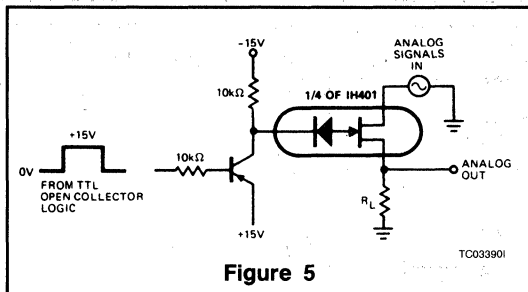 -15V
ANALOG
SIGNALS
IN
10kΩ
1/4 OF IH401
+15V
0V
10kΩ
FROM TTL
OPEN COLLECTOR
LOGIC
ANALOG
OUT
RL
+15V
TC03390I
Figure 5